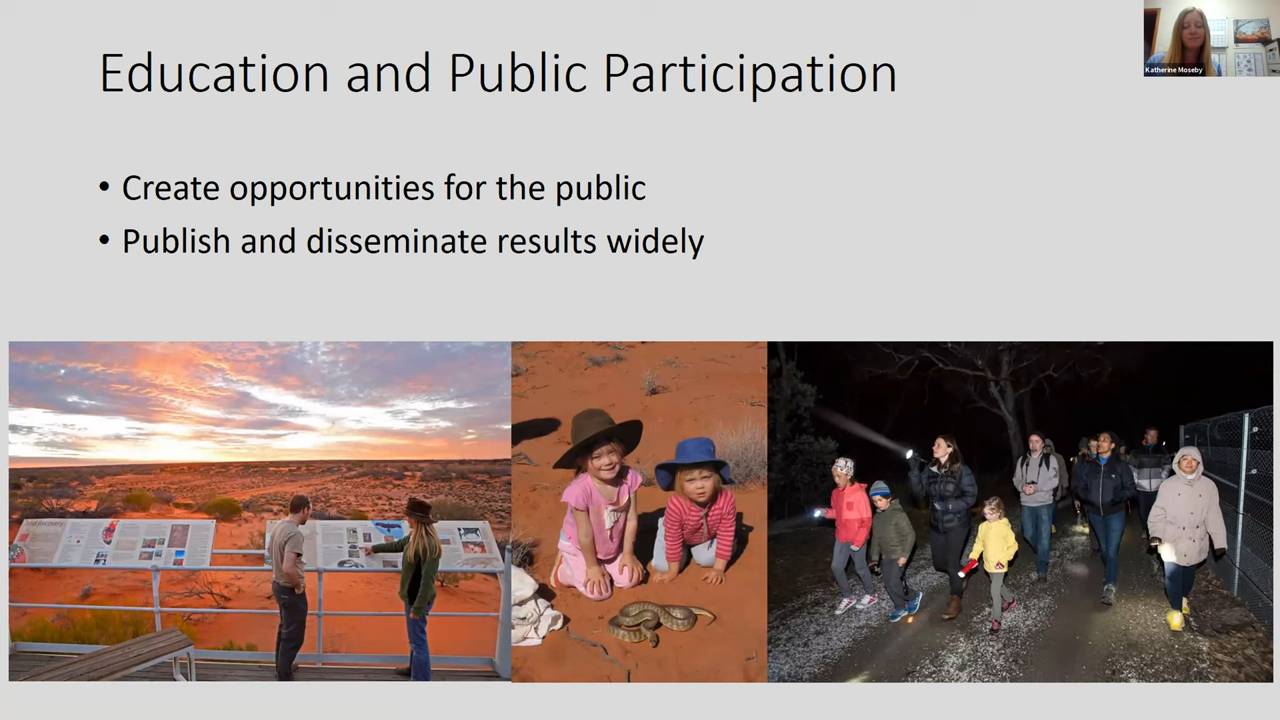 Education and Public Participation
Katherine Moseby
• Create opportunities for the public
• Publish and disseminate results widely